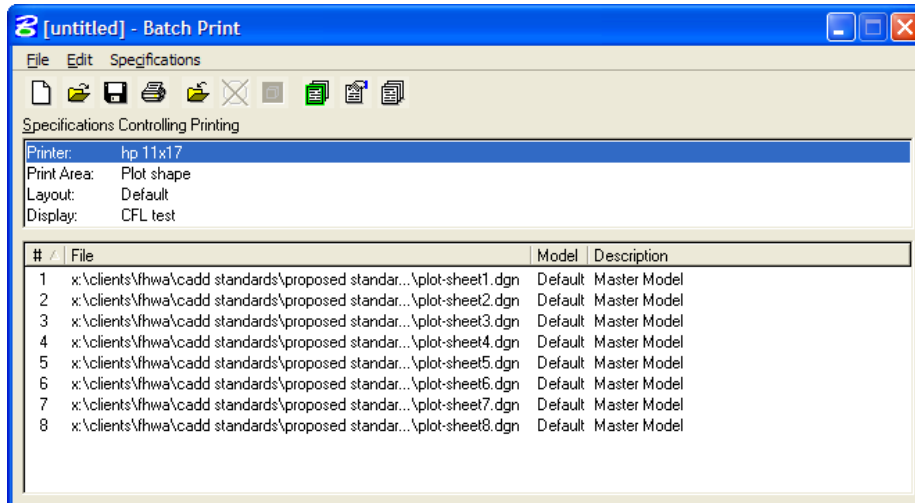 [untitled] - Batch Print
File Edit Specifications
Specifications Controlling Printing
Printer: hp 11x17
Print Area: Plot shape
Layout: Default
Display: CFL test
# File Model Description
1 x:\clients\fhwa\cadd standards\proposed standar...\plot-sheet1.dgn Default Master Model
2 x:\clients\fhwa\cadd standards\proposed standar...\plot-sheet2.dgn Default Master Model
3 x:\clients\fhwa\cadd standards\proposed standar...\plot-sheet3.dgn Default Master Model
4 x:\clients\fhwa\cadd standards\proposed standar...\plot-sheet4.dgn Default Master Model
5 x:\clients\fhwa\cadd standards\proposed standar...\plot-sheet5.dgn Default Master Model
6 x:\clients\fhwa\cadd standards\proposed standar...\plot-sheet6.dgn Default Master Model
7 x:\clients\fhwa\cadd standards\proposed standar...\plot-sheet7.dgn Default Master Model
8 x:\clients\fhwa\cadd standards\proposed standar...\plot-sheet8.dgn Default Master Model